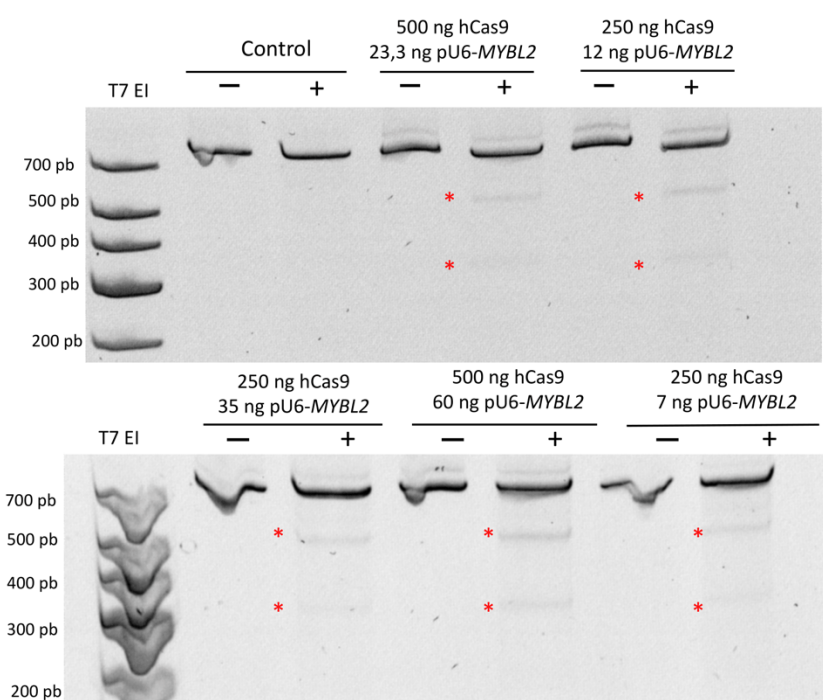 Control
500 ng hCas9
23,3 ng pU6-MYBL2
250 ng hCas9
12 ng pU6-MYBL2
T7 EI − + − + − +
700 pb
500 pb
400 pb
300 pb
200 pb
*
*
*
*
250 ng hCas9
35 ng pU6-MYBL2
500 ng hCas9
60 ng pU6-MYBL2
250 ng hCas9
7 ng pU6-MYBL2
T7 EI − + − + − +
700 pb
500 pb
400 pb
300 pb
200 pb
*
*
*
*
*
*